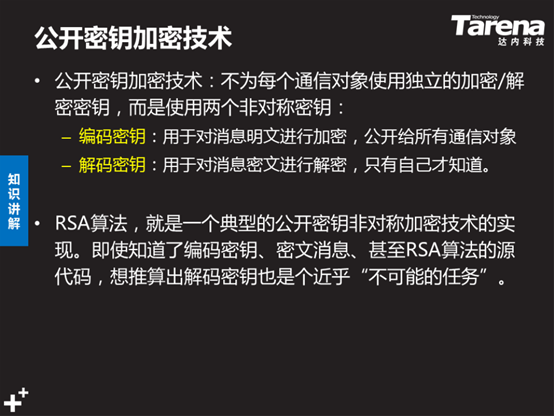 公开密钥加密技术
Technology
Tarena
达内科技
• 公开密钥加密技术：不为每个通信对象使用独立的加密/解
密密钥，而是使用两个非对称密钥：
– 编码密钥：用于对消息明文进行加密，公开给所有通信对象
– 解码密钥：用于对消息密文进行解密，只有自己才知道。
知识讲解
• RSA算法，就是一个典型的公开密钥非对称加密技术的实
现。即使知道了编码密钥、密文消息、甚至RSA算法的源
代码，想推算出解码密钥也是个近乎“不可能的任务”。